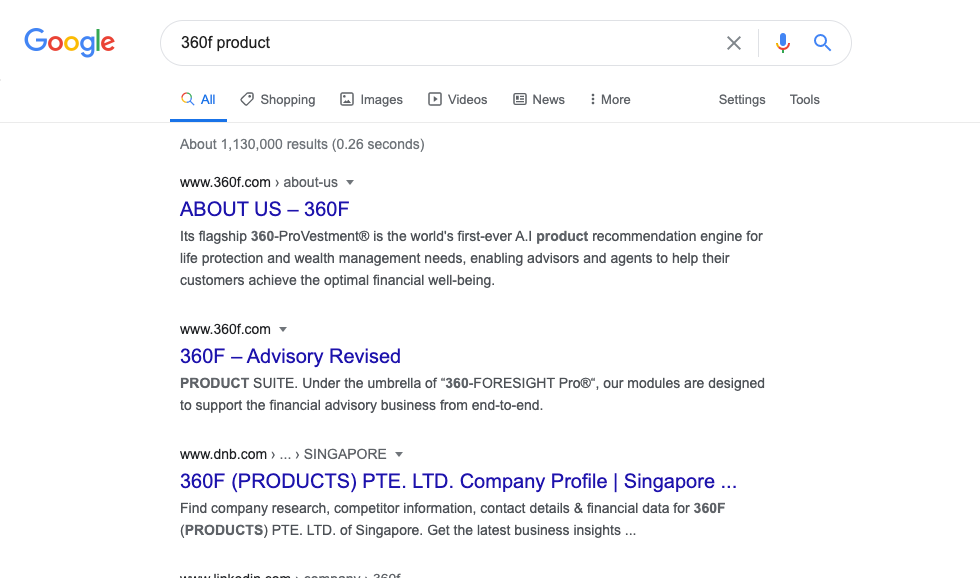 Google
360f product
All Shopping Images Videos News More Settings Tools
About 1,130,000 results (0.26 seconds)
www.360f.com › about-us
ABOUT US – 360F
Its flagship 360-ProVestment® is the world's first-ever A.I product recommendation engine for
life protection and wealth management needs, enabling advisors and agents to help their
customers achieve the optimal financial well-being.
www.360f.com
360F – Advisory Revised
PRODUCT SUITE. Under the umbrella of “360-FORESIGHT Pro®“, our modules are designed
to support the financial advisory business from end-to-end.
www.dnb.com › ... › SINGAPORE
360F (PRODUCTS) PTE. LTD. Company Profile | Singapore ...
Find company research, competitor information, contact details & financial data for 360F
(PRODUCTS) PTE. LTD. of Singapore. Get the latest business insights ...
www.linkedin.com › company › 360f